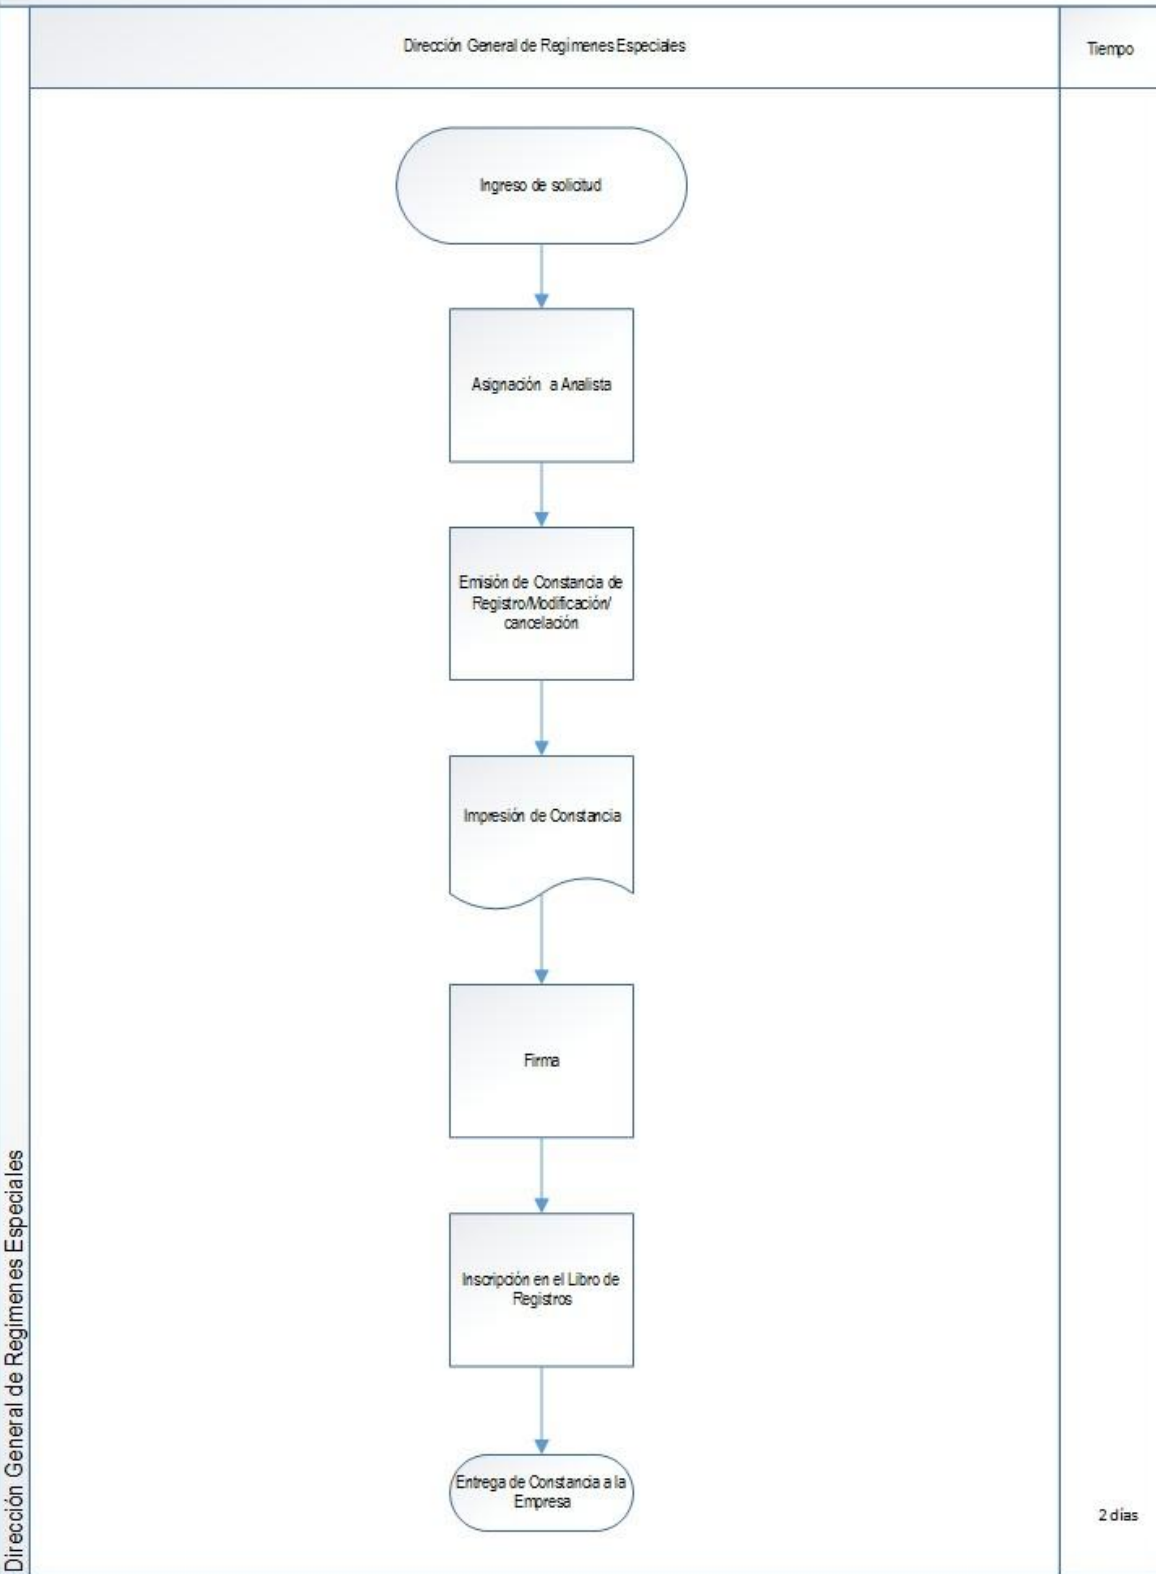 Dirección General de Regímenes Especiales
Tiempo
Ingreso de solicitud
Asignación a Analista
Emisión de Constancia de
Registro/Modificación/
cancelación
Impresión de Constancia
Firma
Inscripción en el Libro de
Registros
Entrega de Constancia a la
Empresa
2 días
Dirección General de Regimenes Especiales